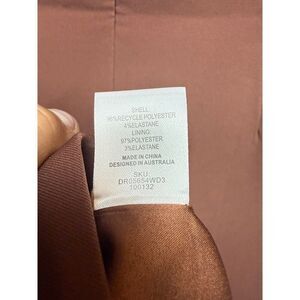 SHELL:
96%RECYCLE POLYESTER
4%ELASTANE
LINING:
97%POLYESTER
3%ELASTANE
MADE IN CHINA
DESIGNED IN AUSTRALIA
SKU:
DR05654WD3
100132